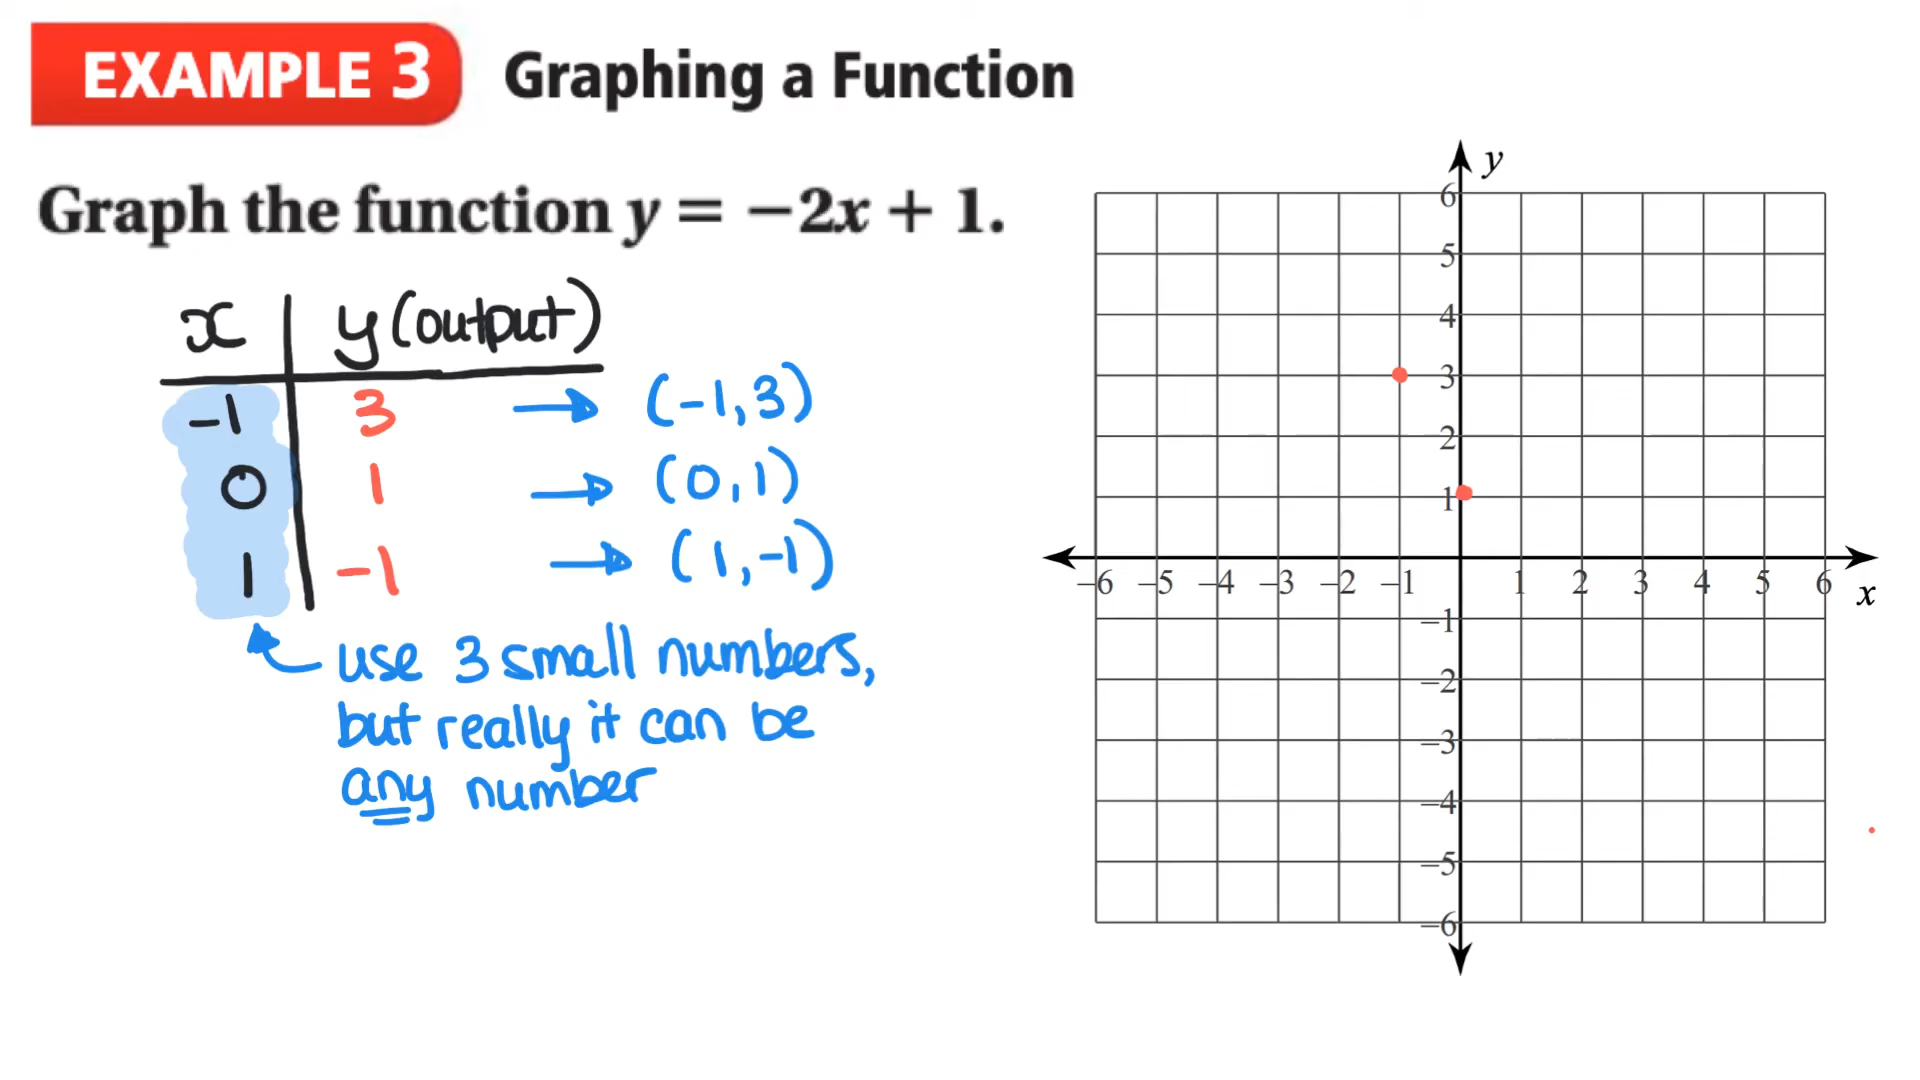 EXAMPLE 3 Graphing a Function
Graph the function y = −2x + 1.
x y (output)
-1 3 → (-1, 3)
0 1 → (0, 1)
1 -1 → (1, -1)
use 3 small numbers,
but really it can be
any number
y
6
5
4
3
2
1
−6 −5 −4 −3 −2 −1 1 2 3 4 5 6 x
−1
−2
−3
−4
−5
−6